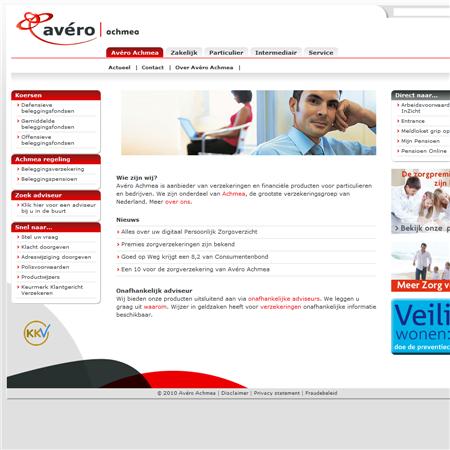 avéro | achmea
Avéro Achmea
Zakelijk
Particulier
Intermediair
Service
Actueel | Contact | Over Avéro Achmea |
Koersen
Defensieve
beleggingsfondsen
Gemiddelde
beleggingsfondsen
Offensieve
beleggingsfondsen
Achmea regeling
Beleggingsverzekering
Beleggingspensioen
Zoek adviseur
Klik hier voor een adviseur
bij u in de buurt
Snel naar...
Stel uw vraag
Klacht doorgeven
Adreswijziging doorgeven
Polisvoorwaarden
Productwijzers
Keurmerk Klantgericht
Verzekeren
KKV
Wie zijn wij?
Avéro Achmea is aanbieder van verzekeringen en financiële producten voor particulieren
en bedrijven. We zijn onderdeel van Achmea, de grootste verzekeringsgroep van
Nederland. Meer over ons.
Nieuws
Alles over uw digitaal Persoonlijk Zorgoverzicht
Premies zorgverzekeringen zijn bekend
Goed op Weg krijgt een 8,2 van Consumentenbond
Een 10 voor de zorgverzekering van Avéro Achmea
Onafhankelijk adviseur
Wij bieden onze producten uitsluitend aan via onafhankelijke adviseurs. We leggen u
graag uit waarom. Wijzer in geldzaken heeft voor verzekeringen onafhankelijke informatie
beschikbaar.
Direct naar...
Arbeidsvoorwaard
InZicht
Entrance
Meldloket grip op
Mijn Pensioen
Pensioen Online
De zorgpremi
zijn b
Bekijk onze p
Meer Zorg v
Veili
wonen:
doe de preventiec
© 2010 Avéro Achmea | Disclaimer | Privacy statement | Fraudebeleid